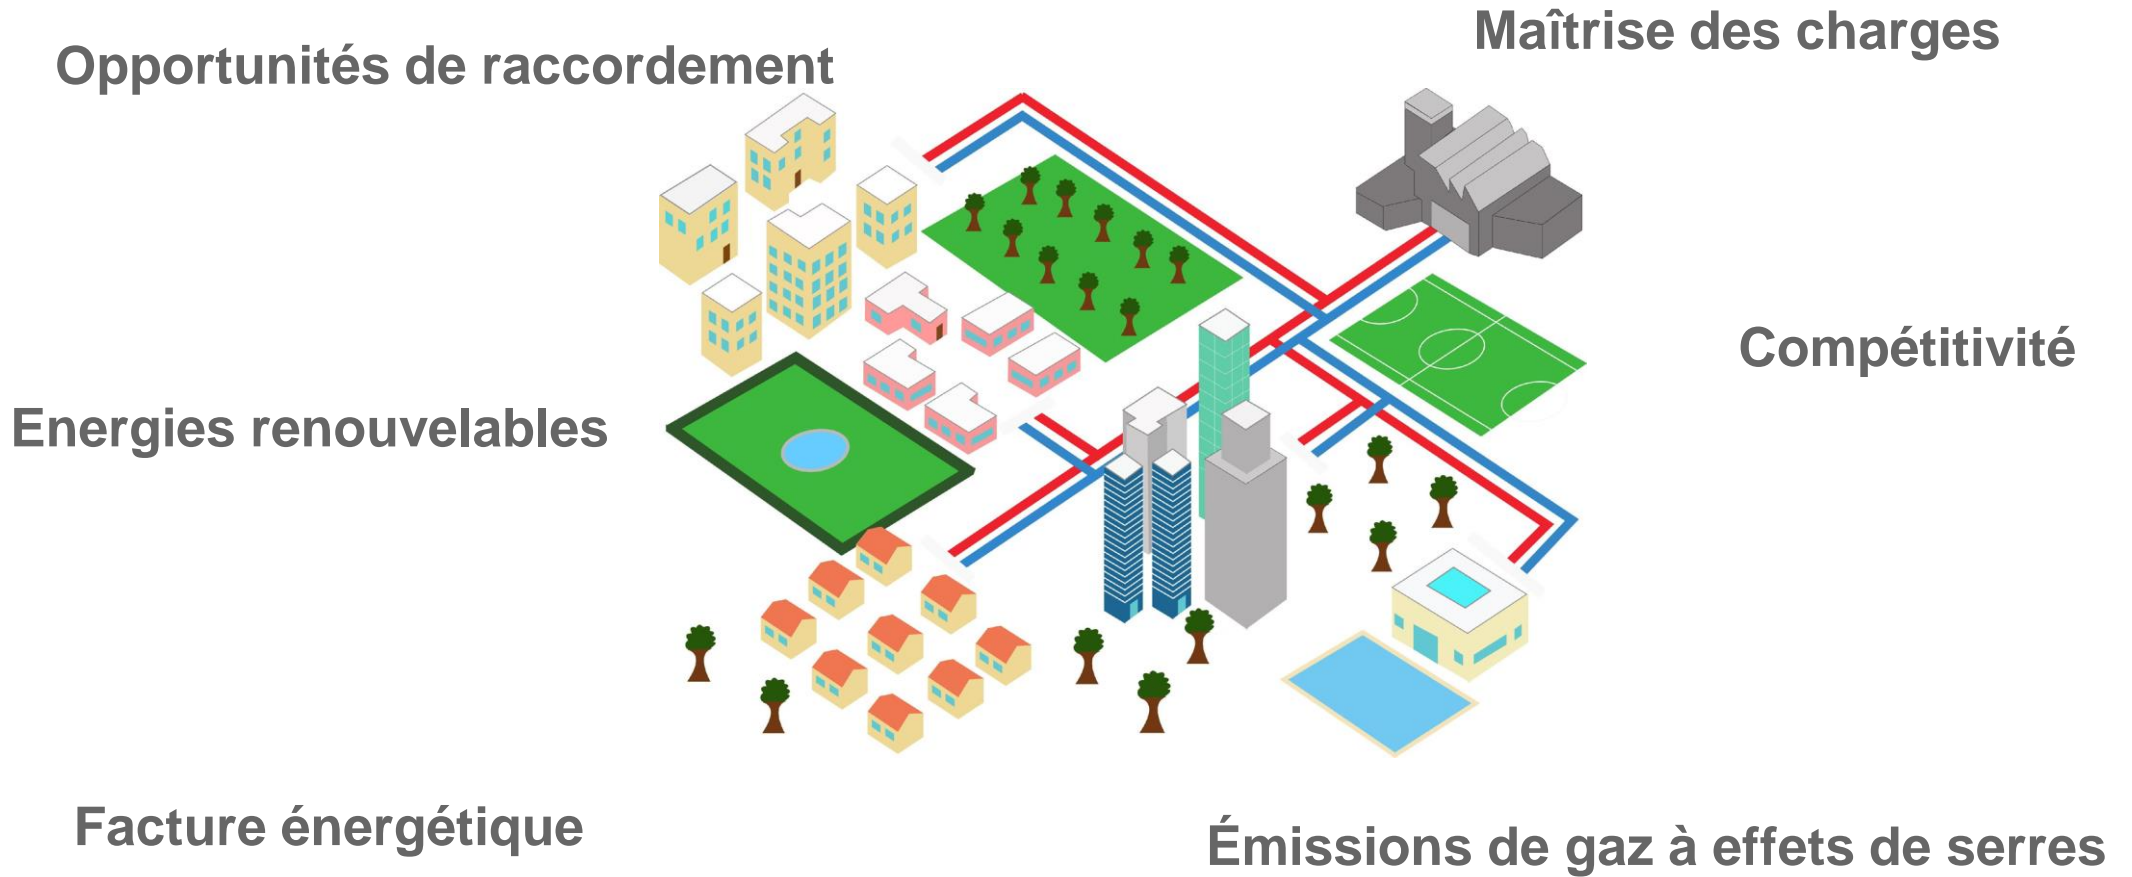 Maîtrise des charges
Opportunités de raccordement
Compétitivité
Energies renouvelables
Facture énergétique
Émissions de gaz à effets de serres